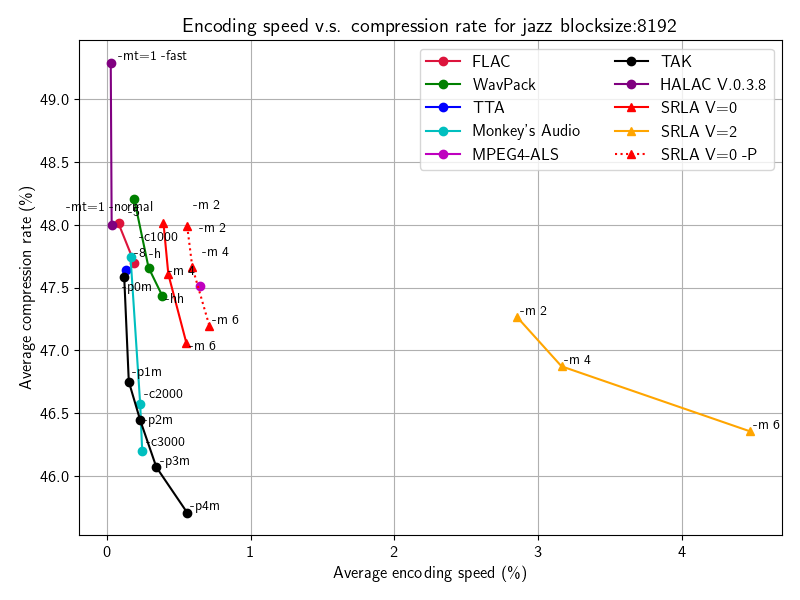 Encoding speed v.s. compression rate for jazz blocksize:8192
FLAC
WavPack
TTA
Monkey's Audio
MPEG4-ALS
TAK
HALAC V.0.3.8
SRLA V=0
SRLA V=2
SRLA V=0 -P
-mt=1 -fast
-mt=1 -normal
-5
-m 2
-m 2
-c1000
-8
-h
-m 4
-m 4
-p0m
-hh
-m 6
-m 6
-m 2
-m 4
-m 6
-p1m
-c2000
-p2m
-c3000
-p3m
-p4m
49.0
48.5
48.0
47.5
47.0
46.5
46.0
Average compression rate (%)
0 1 2 3 4
Average encoding speed (%)